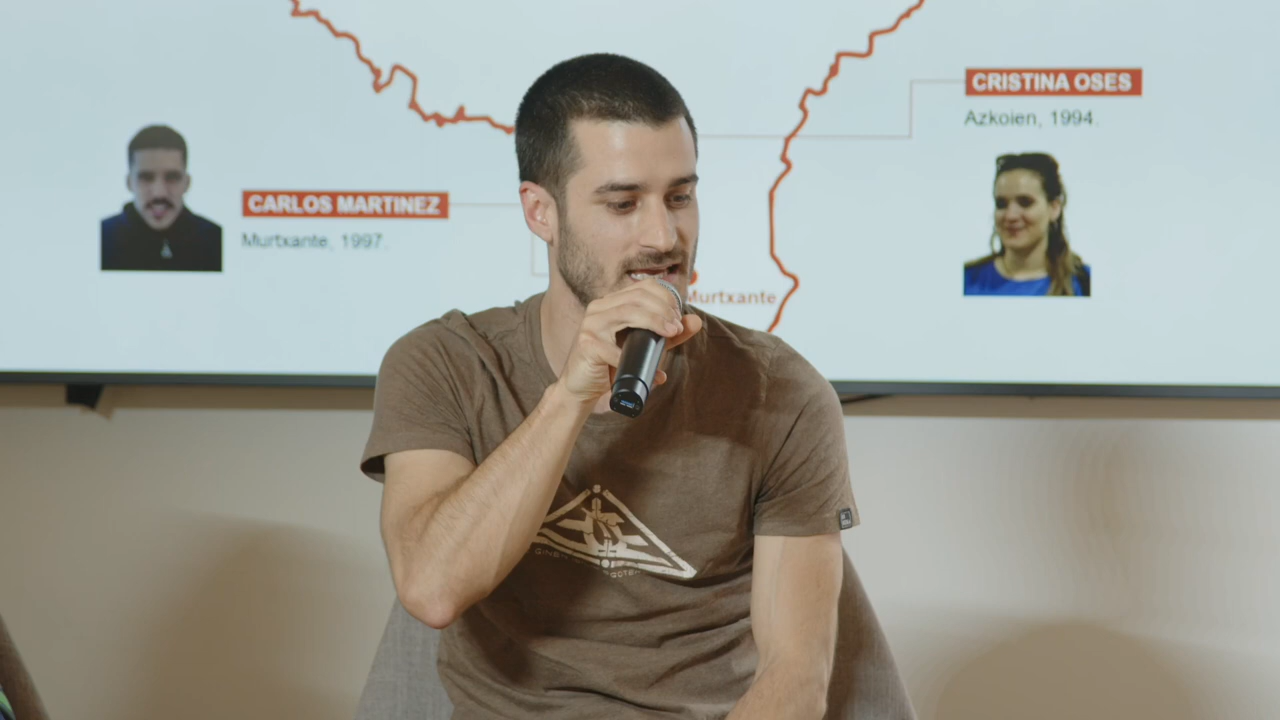 CRISTINA OSES
Azkoien, 1994.
CARLOS MARTINEZ
Murtxante, 1997.
Murtxante